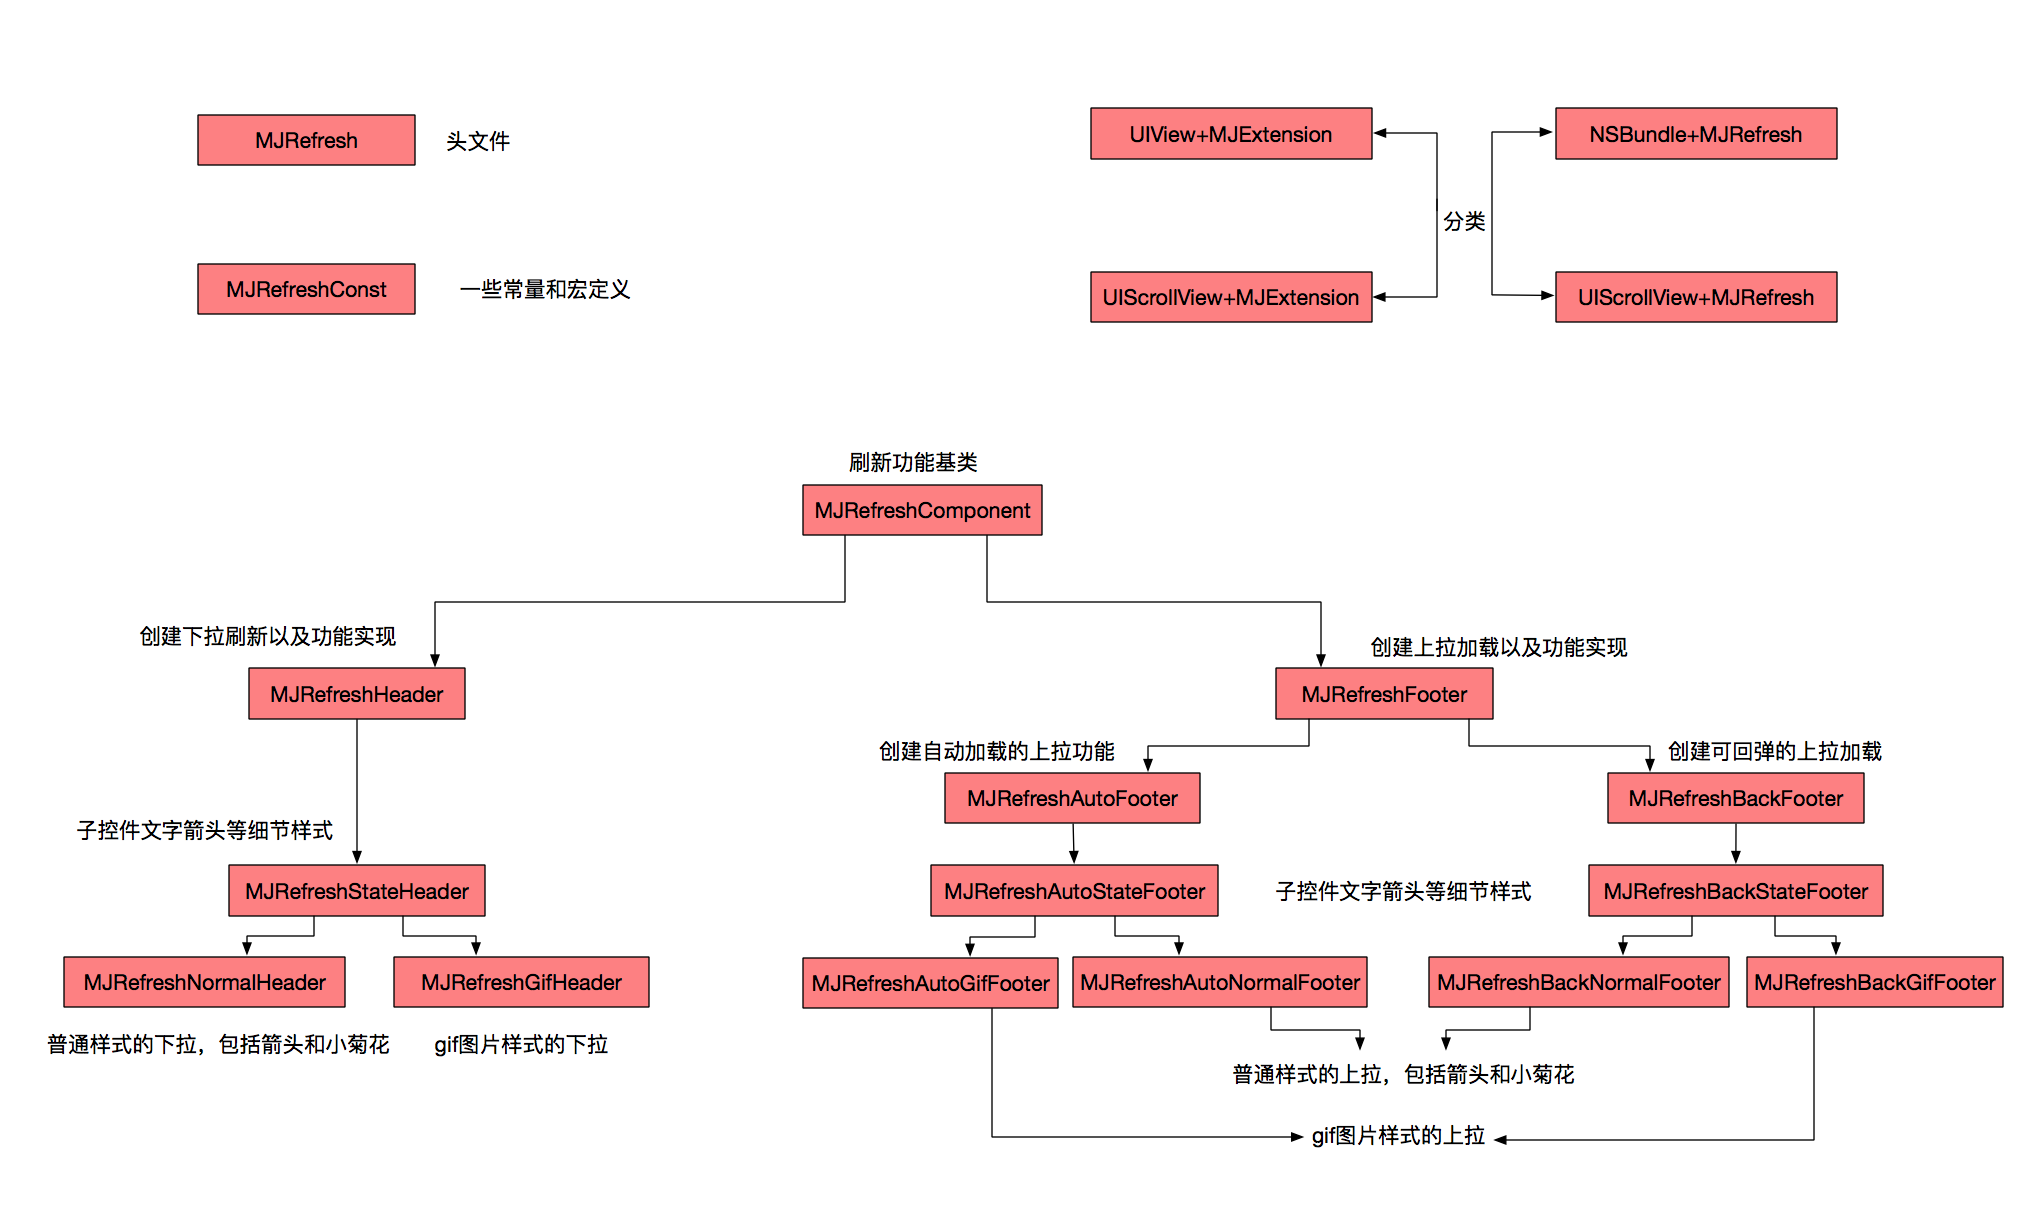 MJRefresh
头文件
UIView+MJExtension
NSBundle+MJRefresh
分类
MJRefreshConst
一些常量和宏定义
UIScrollView+MJExtension
UIScrollView+MJRefresh
刷新功能基类
MJRefreshComponent
创建下拉刷新以及功能实现
创建上拉加载以及功能实现
MJRefreshHeader
MJRefreshFooter
创建自动加载的上拉功能
创建可回弹的上拉加载
MJRefreshAutoFooter
MJRefreshBackFooter
子控件文字箭头等细节样式
MJRefreshStateHeader
MJRefreshAutoStateFooter
子控件文字箭头等细节样式
MJRefreshBackStateFooter
MJRefreshNormalHeader
MJRefreshGifHeader
MJRefreshAutoGifFooter
MJRefreshAutoNormalFooter
MJRefreshBackNormalFooter
MJRefreshBackGifFooter
普通样式的下拉，包括箭头和小菊花
gif图片样式的下拉
普通样式的上拉，包括箭头和小菊花
gif图片样式的上拉